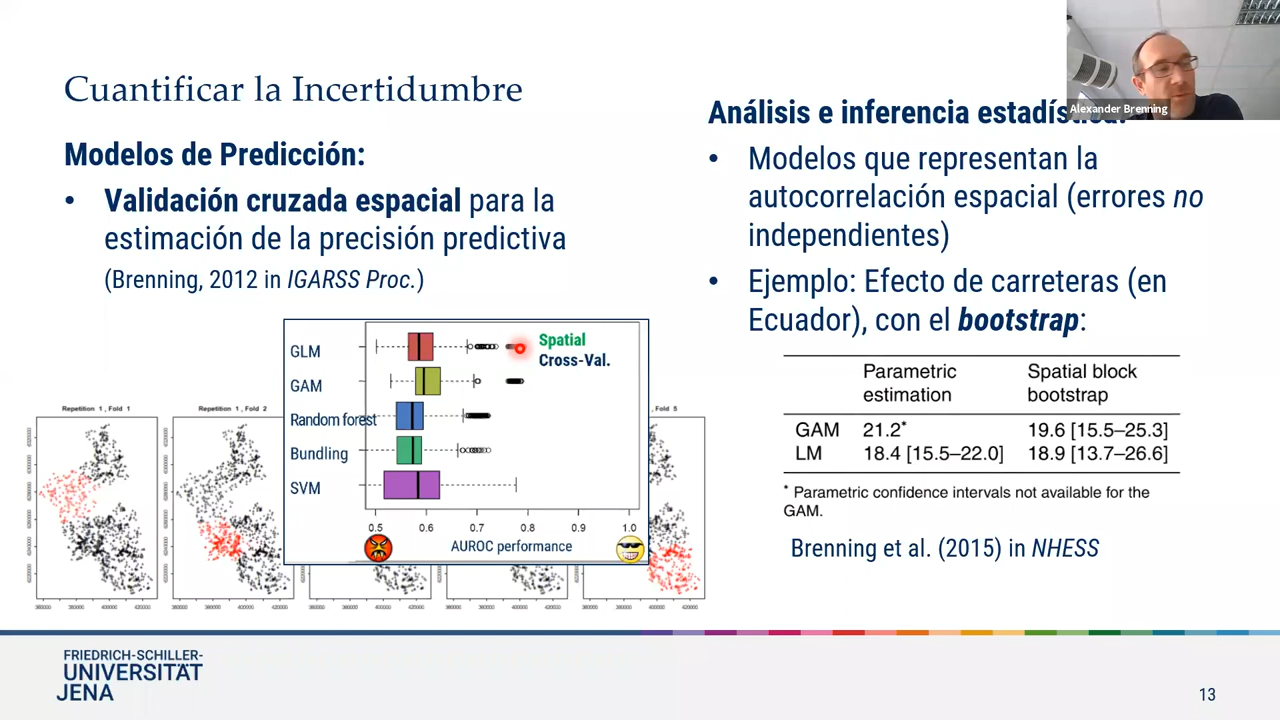 Cuantificar la Incertidumbre
Modelos de Predicción:
• Validación cruzada espacial para la
estimación de la precisión predictiva
(Brenning, 2012 in IGARSS Proc.)
Análisis e inferencia estadística:
Alexander Brenning
• Modelos que representan la
autocorrelación espacial (errores no
independientes)
• Ejemplo: Efecto de carreteras (en
Ecuador), con el bootstrap:
Parametric Spatial block
estimation bootstrap
GAM 21.2* 19.6 [15.5–25.3]
LM 18.4 [15.5–22.0] 18.9 [13.7–26.6]
* Parametric confidence intervals not available for the
GAM.
Brenning et al. (2015) in NHESS
Spatial
Cross-Val.
GLM
GAM
Random forest
Bundling
SVM
0.5 0.6 0.7 0.8 0.9 1.0
AUROC performance
Repetition 1 , Fold 1
Repetition 1 , Fold 2
, Fold 5
FRIEDRICH-SCHILLER-
UNIVERSITÄT
JENA
13